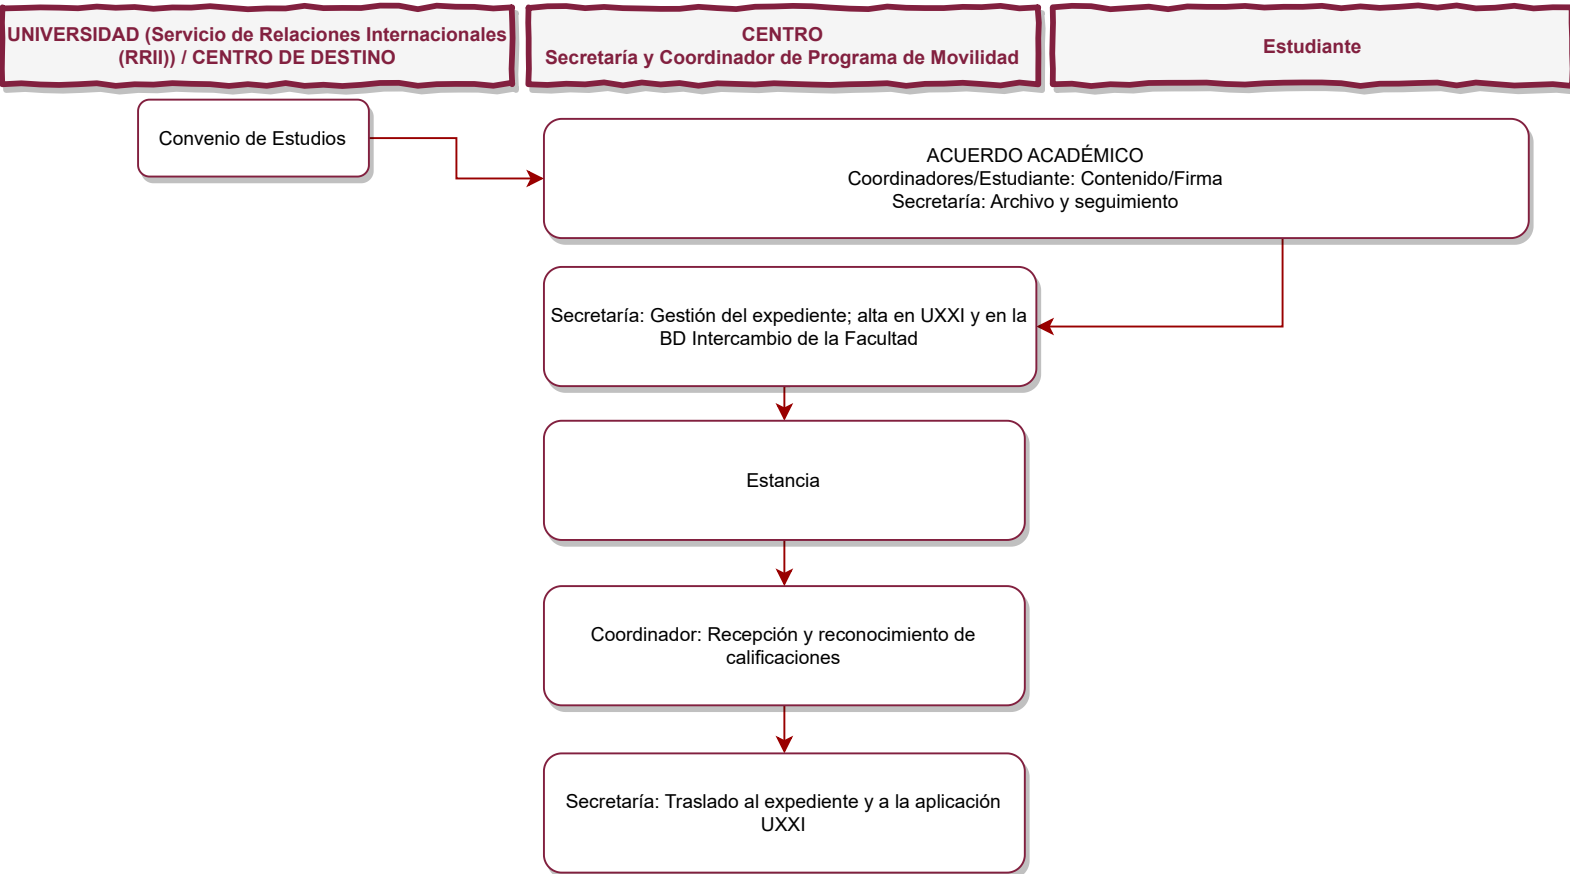 UNIVERSIDAD (Servicio de Relaciones Internacionales
(RRII)) / CENTRO DE DESTINO
CENTRO
Secretaría y Coordinador de Programa de Movilidad
Estudiante
Convenio de Estudios
ACUERDO ACADÉMICO
Coordinadores/Estudiante: Contenido/Firma
Secretaría: Archivo y seguimiento
Secretaría: Gestión del expediente; alta en UXXI y en la
BD Intercambio de la Facultad
Estancia
Coordinador: Recepción y reconocimiento de
calificaciones
Secretaría: Traslado al expediente y a la aplicación
UXXI